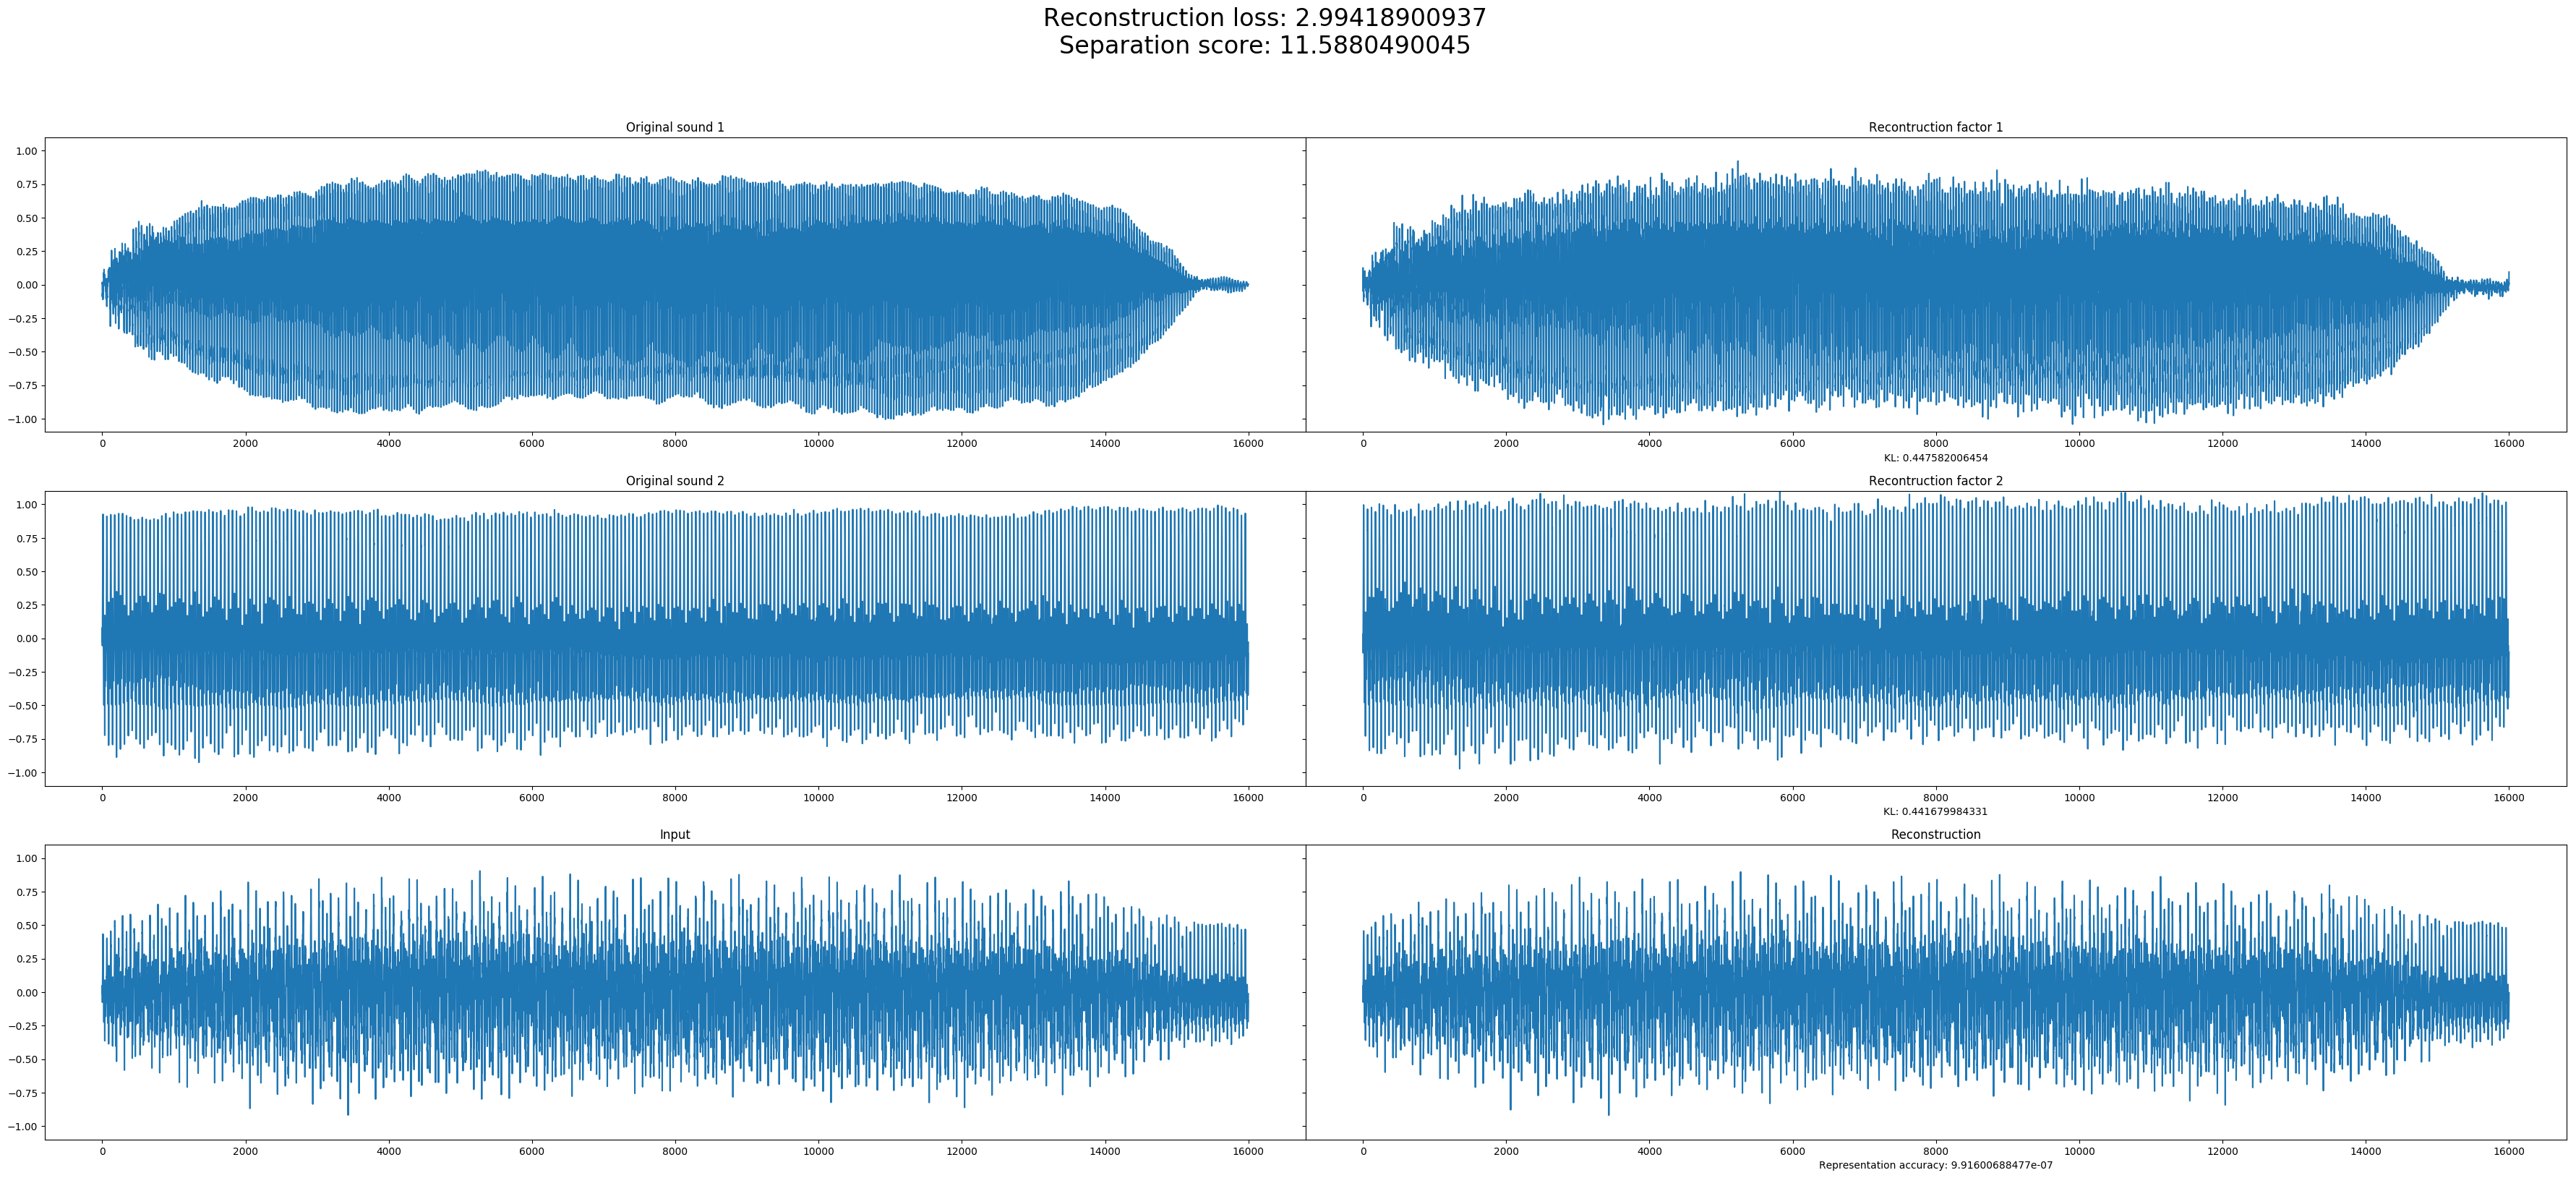 Reconstruction loss: 2.99418900937
Separation score: 11.5880490045
Original sound 1
Recontruction factor 1
1.00
0.75
0.50
0.25
0.00
−0.25
−0.50
−0.75
−1.00
0 2000 4000 6000 8000 10000 12000 14000 16000
0 2000 4000 6000 8000 10000 12000 14000 16000
KL: 0.447582006454
Original sound 2
Recontruction factor 2
1.00
0.75
0.50
0.25
0.00
−0.25
−0.50
−0.75
−1.00
0 2000 4000 6000 8000 10000 12000 14000 16000
0 2000 4000 6000 8000 10000 12000 14000 16000
KL: 0.441679984331
Input
Reconstruction
1.00
0.75
0.50
0.25
0.00
−0.25
−0.50
−0.75
−1.00
0 2000 4000 6000 8000 10000 12000 14000 16000
0 2000 4000 6000 8000 10000 12000 14000 16000
Representation accuracy: 9.91600688477e-07